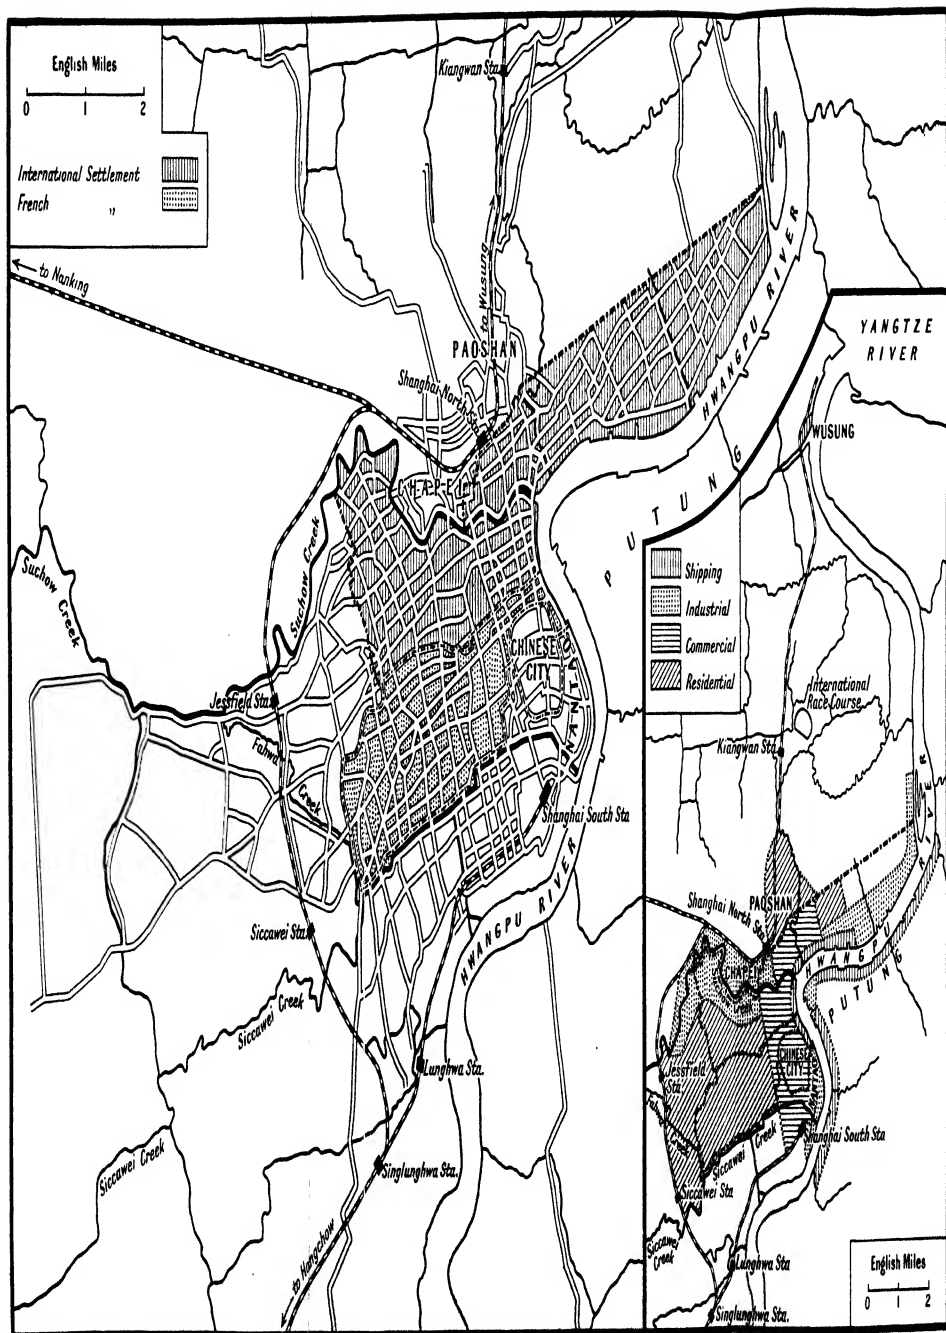 English Miles
0 1 2
International Settlement
French "
Kiangwan Sta.
to Nanking
to Wusung
PAOSHAN
Shanghai North Sta
HWANGPU RIVER
YANGTZE
RIVER
WUSUNG
CHAPEI
PUTUNG
Suchow Creek
Suchow Creek
Shipping
Industrial
Commercial
Residential
CHINESE
CITY
NANTAO
Jessfield Sta.
Fahwa
Creek
International
Race Course
Kiangwan Sta.
Shanghai South Sta
RIVER
PAOSHAN
Shanghai North Sta
Siccawei Sta.
HWANGPU RIVER
CHAPEI
HWANGPU
PUTUNG
Siccawei Creek
CHINESE
CITY
Jessfield
Sta.
Lunghwa Sta.
Creek
Shanghai South Sta
Siccawei Creek
Siccawei Creek
Singlunghwa Sta.
Siccawei Sta
Siccawei
Creek
Lunghwa Sta
to Hangchow
English Miles
0 1 2
Singlunghwa Sta.